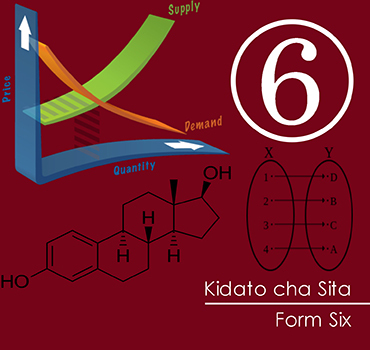 Supply
Price
Demand
Quantity
6
X Y
1 D
2 B
3 C
4 A
OH
H
H H
HO
Kidato cha Sita
Form Six